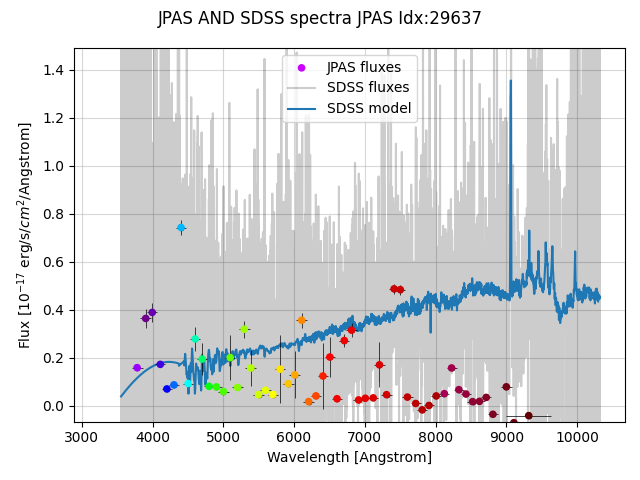 JPAS AND SDSS spectra JPAS Idx:29637
JPAS fluxes
SDSS fluxes
SDSS model
Flux [10⁻¹⁷ erg/s/cm²/Angstrom]
1.4
1.2
1.0
0.8
0.6
0.4
0.2
0.0
3000 4000 5000 6000 7000 8000 9000 10000
Wavelength [Angstrom]